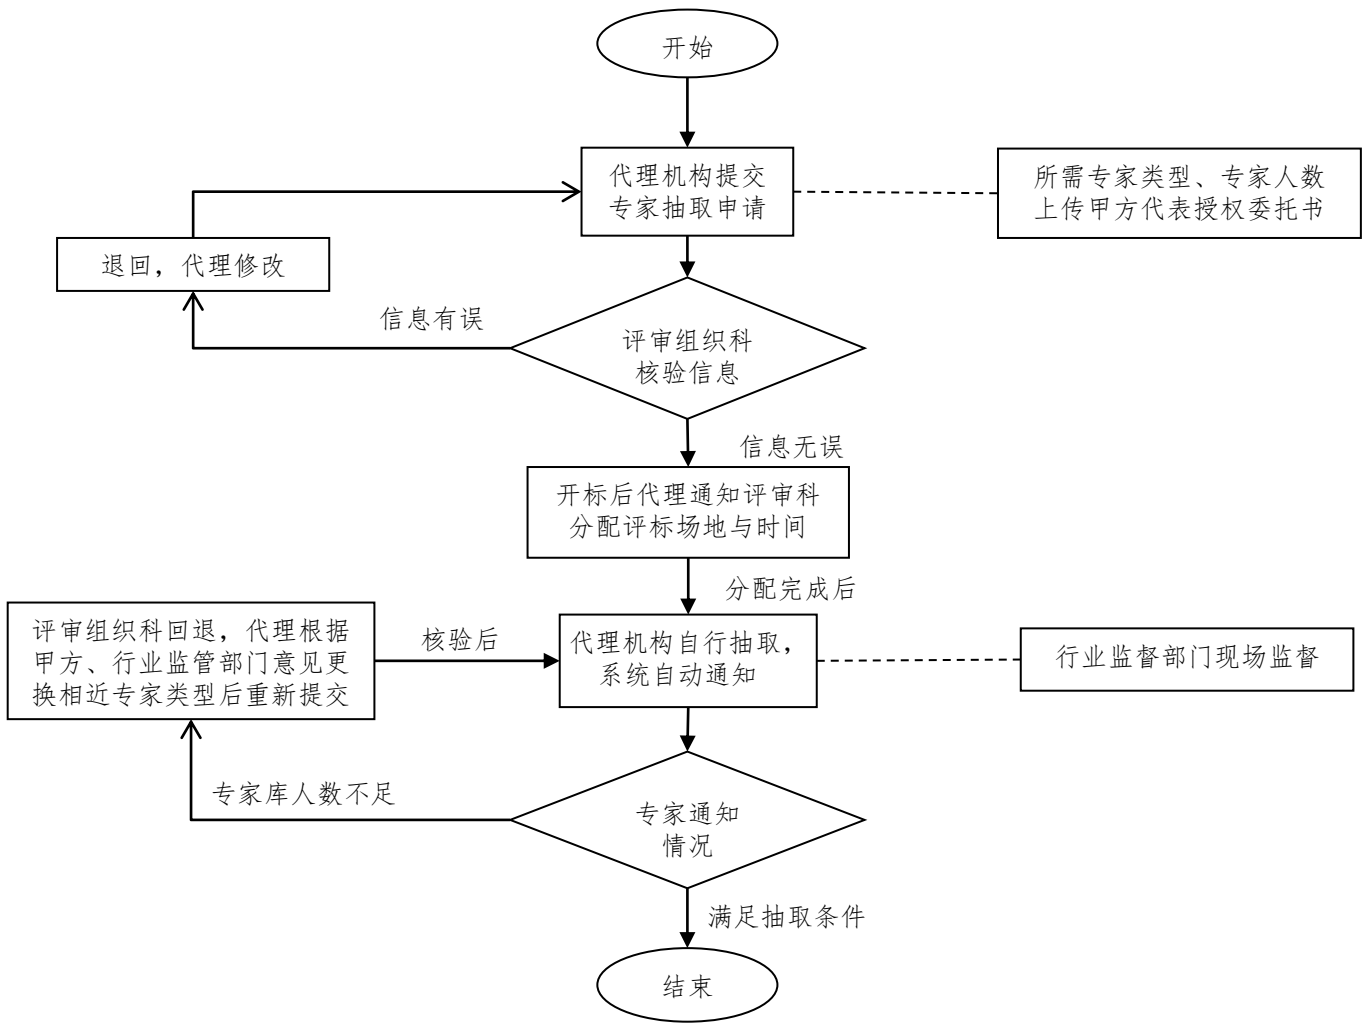 开始
代理机构提交
专家抽取申请
所需专家类型、专家人数
上传甲方代表授权委托书
退回，代理修改
信息有误
评审组织科
核验信息
信息无误
开标后代理通知评审科
分配评标场地与时间
分配完成后
评审组织科回退，代理根据
甲方、行业监管部门意见更
换相近专家类型后重新提交
核验后
代理机构自行抽取，
系统自动通知
行业监督部门现场监督
专家库人数不足
专家通知
情况
满足抽取条件
结束